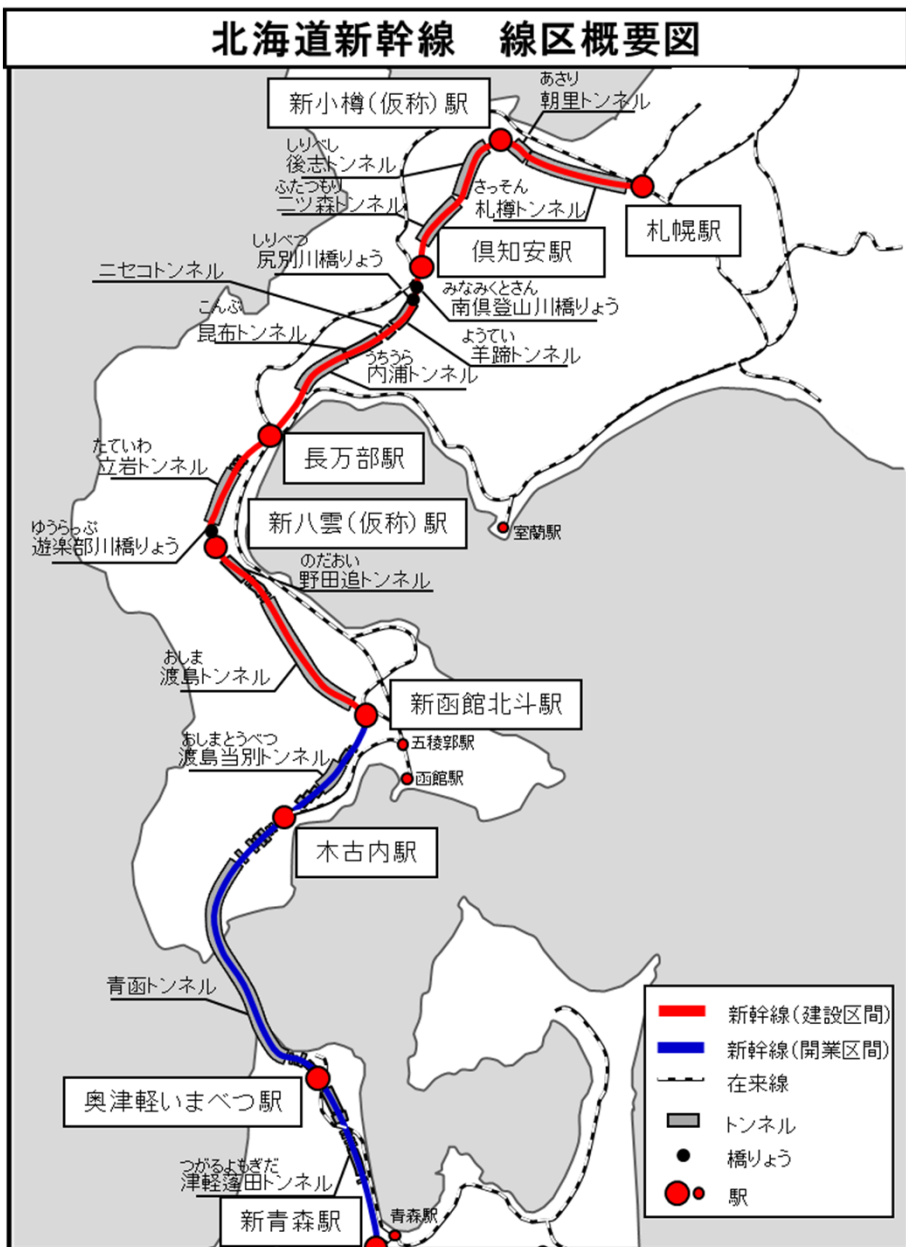 北海道新幹線　線区概要図
新小樽(仮称)駅
あさり
朝里トンネル
しりべし
後志トンネル
ふたつもり
二ツ森トンネル
さっそん
札樽トンネル
札幌駅
倶知安駅
しりべつ
尻別川橋りょう
ニセコトンネル
みなみくとさん
南倶登山川橋りょう
こんぶ
昆布トンネル
ようてい
羊蹄トンネル
うちうら
内浦トンネル
長万部駅
たていわ
立岩トンネル
新八雲(仮称)駅
室蘭駅
ゆうらっぷ
遊楽部川橋りょう
のだおい
野田追トンネル
おしま
渡島トンネル
新函館北斗駅
おしまとうべつ
渡島当別トンネル
五稜郭駅
函館駅
木古内駅
青函トンネル
奥津軽いまべつ駅
つがるよもぎだ
津軽蓬田トンネル
新青森駅
青森駅
新幹線(建設区間)
新幹線(開業区間)
在来線
トンネル
橋りょう
駅